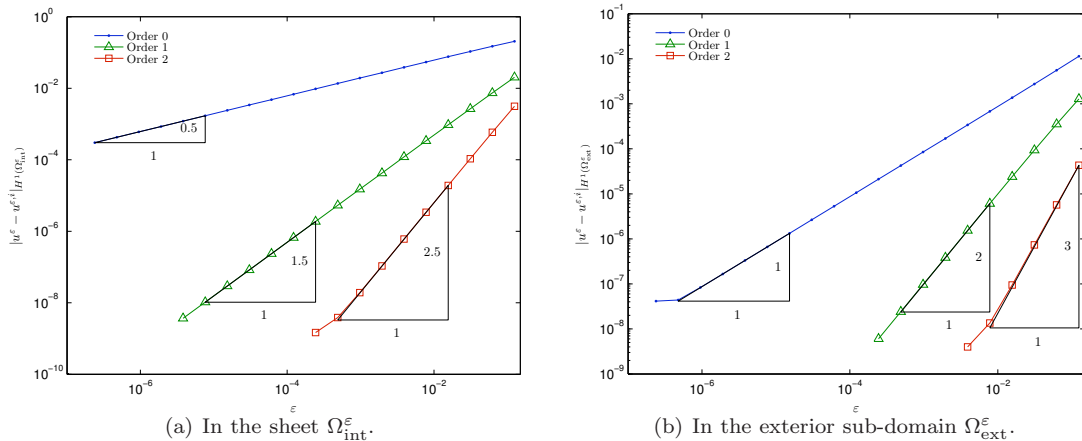 10^0
10^-2
10^-4
10^-6
10^-8
10^-10
10^-6
10^-4
10^-2
ε
|u^ε − u^{ε,i}|_{H^1(Ω^ε_int)}
Order 0
Order 1
Order 2
0.5
1
1.5
1
2.5
1
(a) In the sheet Ω^ε_int.
10^-1
10^-2
10^-3
10^-4
10^-5
10^-6
10^-7
10^-8
10^-9
10^-6
10^-4
10^-2
ε
|u^ε − u^{ε,i}|_{H^1(Ω^ε_ext)}
Order 0
Order 1
Order 2
1
1
2
1
3
1
(b) In the exterior sub-domain Ω^ε_ext.